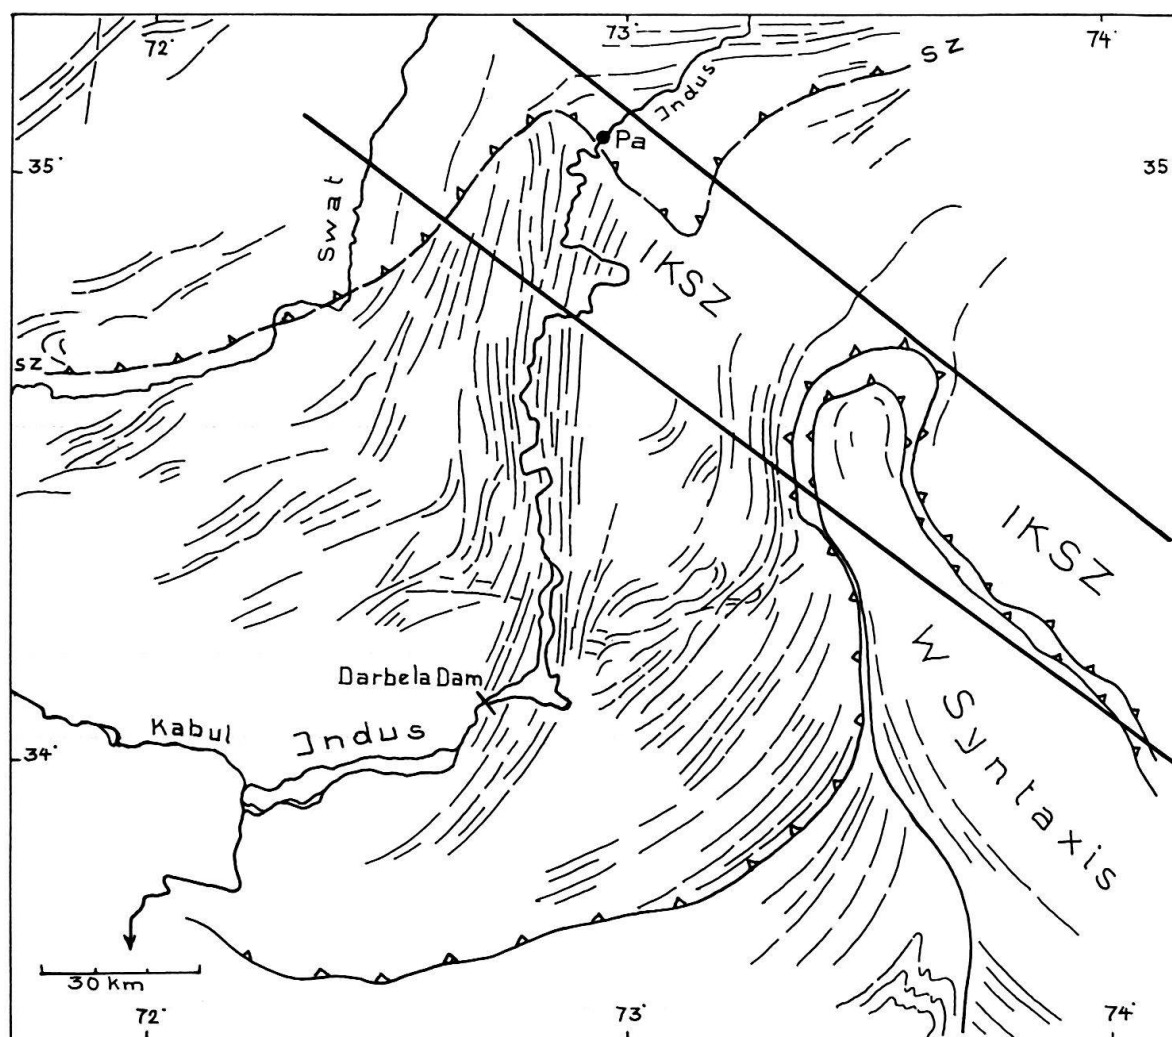 72°
73°
74°
SZ
Indus
Pa
35°
35
Swat
IKSZ
SZ
IKSZ
W Syntaxis
Darbela Dam
Kabul
Indus
30 km
72°
73°
74°
34°